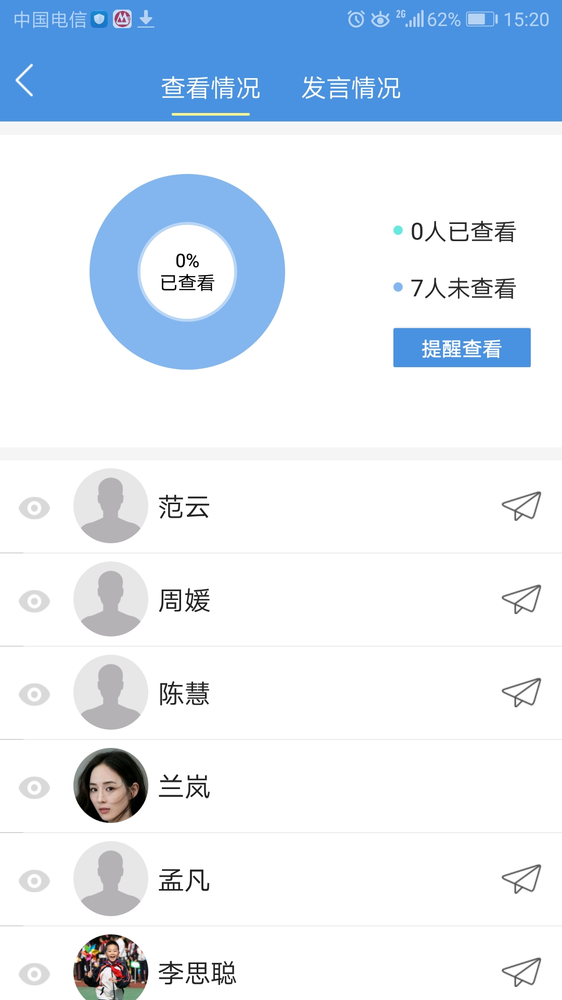 中国电信 2G 62% 15:20
查看情况 发言情况
0%
已查看
0人已查看
7人未查看
提醒查看
范云
周媛
陈慧
兰岚
孟凡
李思聪